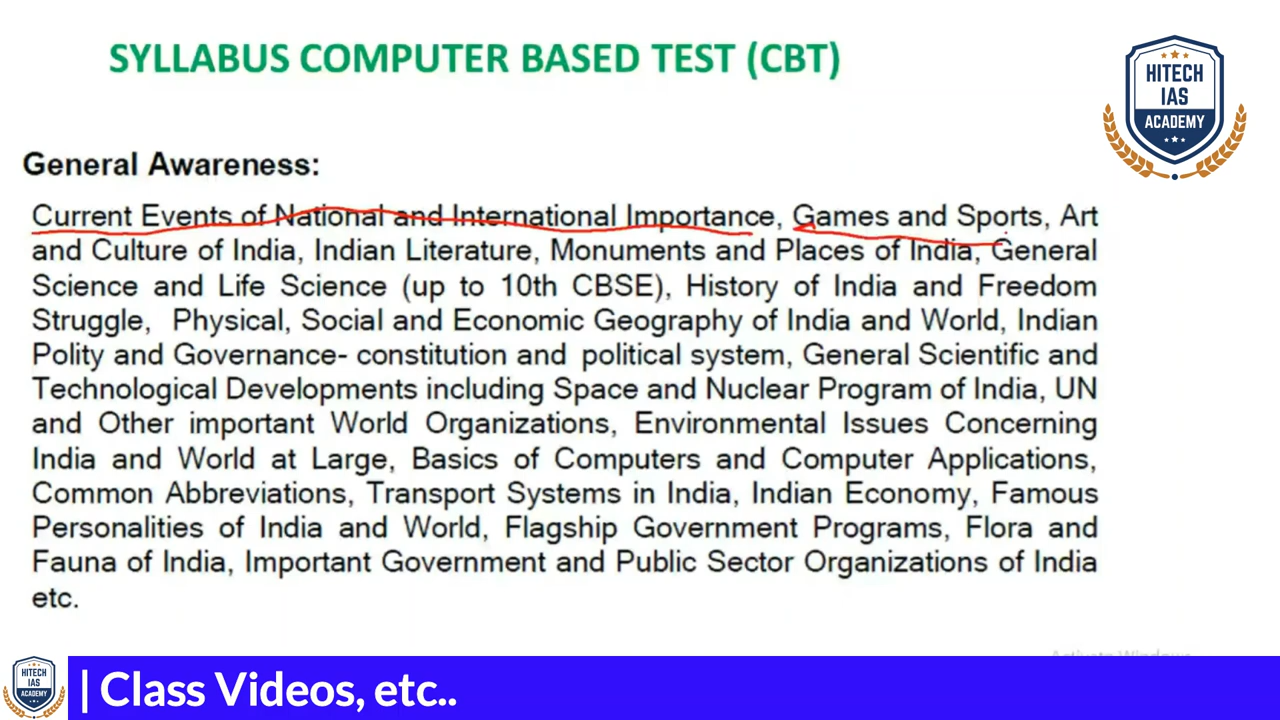 SYLLABUS COMPUTER BASED TEST (CBT)
HITECH
IAS
ACADEMY
General Awareness:
Current Events of National and International Importance, Games and Sports, Art
and Culture of India, Indian Literature, Monuments and Places of India, General
Science and Life Science (up to 10th CBSE), History of India and Freedom
Struggle, Physical, Social and Economic Geography of India and World, Indian
Polity and Governance- constitution and political system, General Scientific and
Technological Developments including Space and Nuclear Program of India, UN
and Other important World Organizations, Environmental Issues Concerning
India and World at Large, Basics of Computers and Computer Applications,
Common Abbreviations, Transport Systems in India, Indian Economy, Famous
Personalities of India and World, Flagship Government Programs, Flora and
Fauna of India, Important Government and Public Sector Organizations of India
etc.
Activate Windows
HITECH
IAS
ACADEMY
| Class Videos, etc..